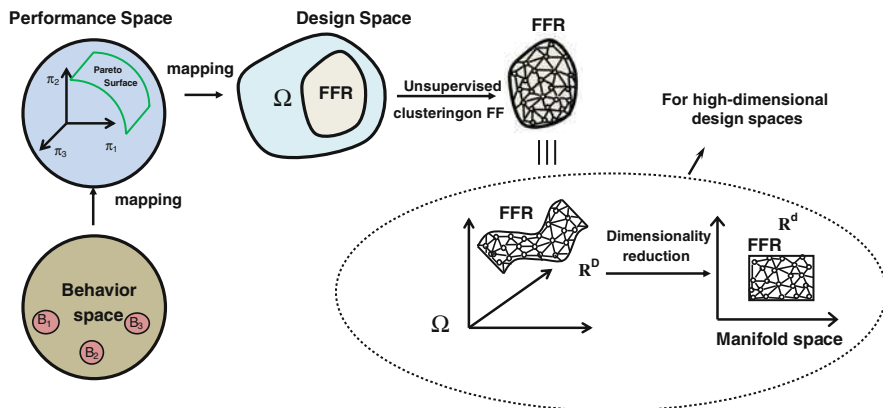 Performance Space
Design Space
FFR
Pareto
Surface
π2
π1
π3
mapping
Ω
FFR
Unsupervised
clusteringon FF
For high-dimensional
design spaces
mapping
Behavior
space
B1
B2
B3
FFR
R^D
Ω
Dimensionality
reduction
R^d
FFR
Manifold space